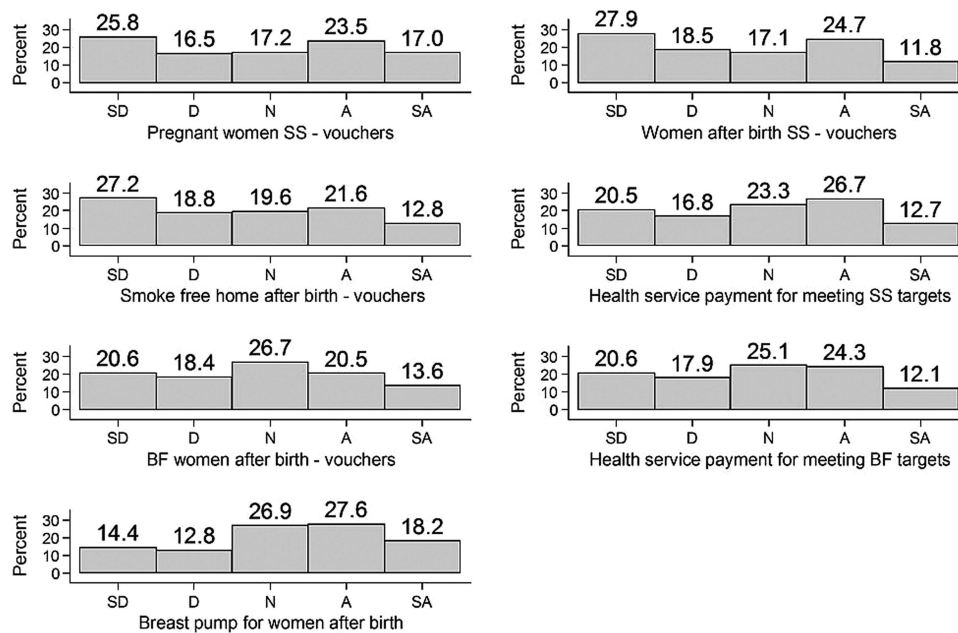 Percent
30
20
10
0
25.8 16.5 17.2 23.5 17.0
SD D N A SA
Pregnant women SS - vouchers
Percent
30
20
10
0
27.9 18.5 17.1 24.7 11.8
SD D N A SA
Women after birth SS - vouchers
Percent
30
20
10
0
27.2 18.8 19.6 21.6 12.8
SD D N A SA
Smoke free home after birth - vouchers
Percent
30
20
10
0
20.5 16.8 23.3 26.7 12.7
SD D N A SA
Health service payment for meeting SS targets
Percent
30
20
10
0
20.6 18.4 26.7 20.5 13.6
SD D N A SA
BF women after birth - vouchers
Percent
30
20
10
0
20.6 17.9 25.1 24.3 12.1
SD D N A SA
Health service payment for meeting BF targets
Percent
30
20
10
0
14.4 12.8 26.9 27.6 18.2
SD D N A SA
Breast pump for women after birth